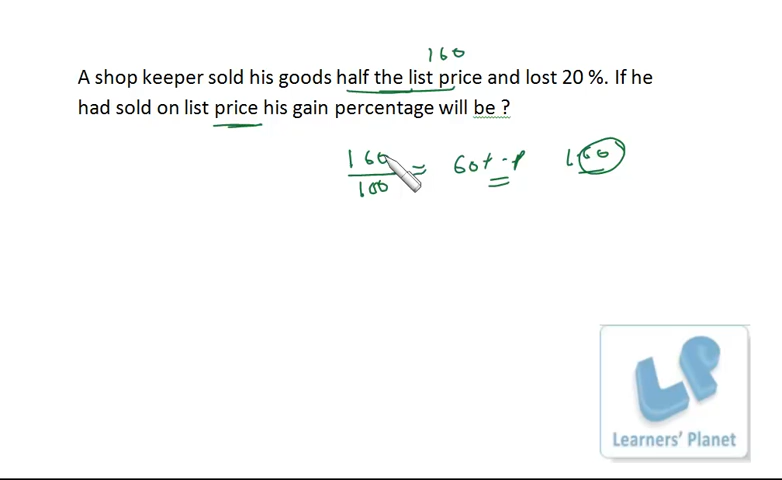 160
A shop keeper sold his goods half the list price and lost 20 %. If he
had sold on list price his gain percentage will be ?
160
100
= 60%. P
160
LP
Learners' Planet